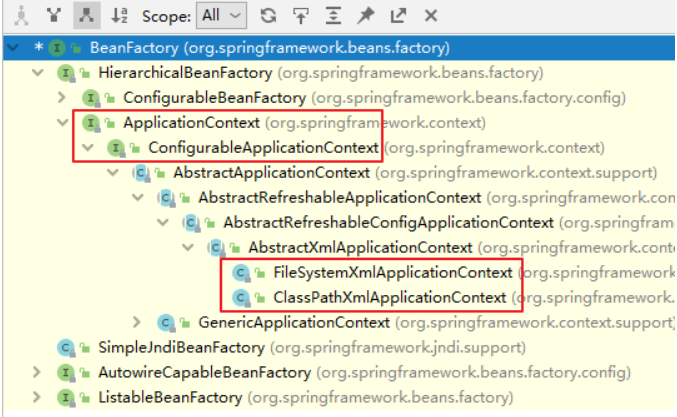 Scope: All
* BeanFactory (org.springframework.beans.factory)
HierarchicalBeanFactory (org.springframework.beans.factory)
ConfigurableBeanFactory (org.springframework.beans.factory.config)
ApplicationContext (org.springframework.context)
ConfigurableApplicationContext (org.springframework.context)
AbstractApplicationContext (org.springframework.context.support)
AbstractRefreshableApplicationContext (org.springframework.con
AbstractRefreshableConfigApplicationContext (org.springfram
AbstractXmlApplicationContext (org.springframework.conte
FileSystemXmlApplicationContext (org.springframework
ClassPathXmlApplicationContext (org.springframework.
GenericApplicationContext (org.springframework.context.support)
SimpleJndiBeanFactory (org.springframework.jndi.support)
AutowireCapableBeanFactory (org.springframework.beans.factory.config)
ListableBeanFactory (org.springframework.beans.factory)